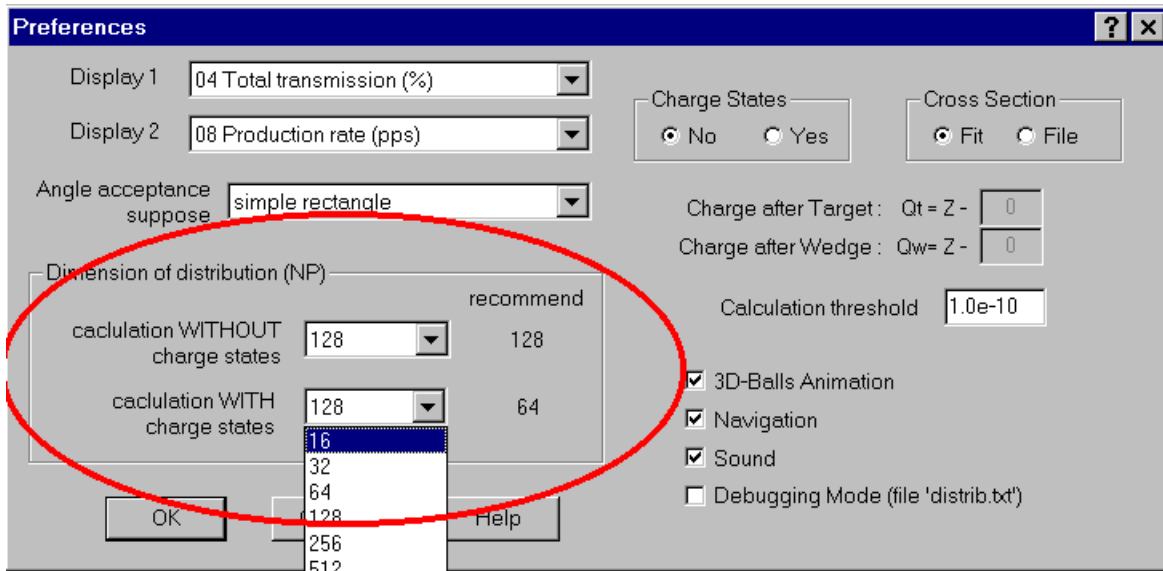 Preferences
Display 1 04 Total transmission (%)
Display 2 08 Production rate (pps)
Angle acceptance
suppose simple rectangle
Dimension of distribution (NP)
recommend
caclulation WITHOUT
charge states 128 128
caclulation WITH
charge states 128 64
16
32
64
128
256
512
OK
Help
Charge States
No Yes
Cross Section
Fit File
Charge after Target : Qt = Z - 0
Charge after Wedge : Qw= Z - 0
Calculation threshold 1.0e-10
3D-Balls Animation
Navigation
Sound
Debugging Mode (file 'distrib.txt')